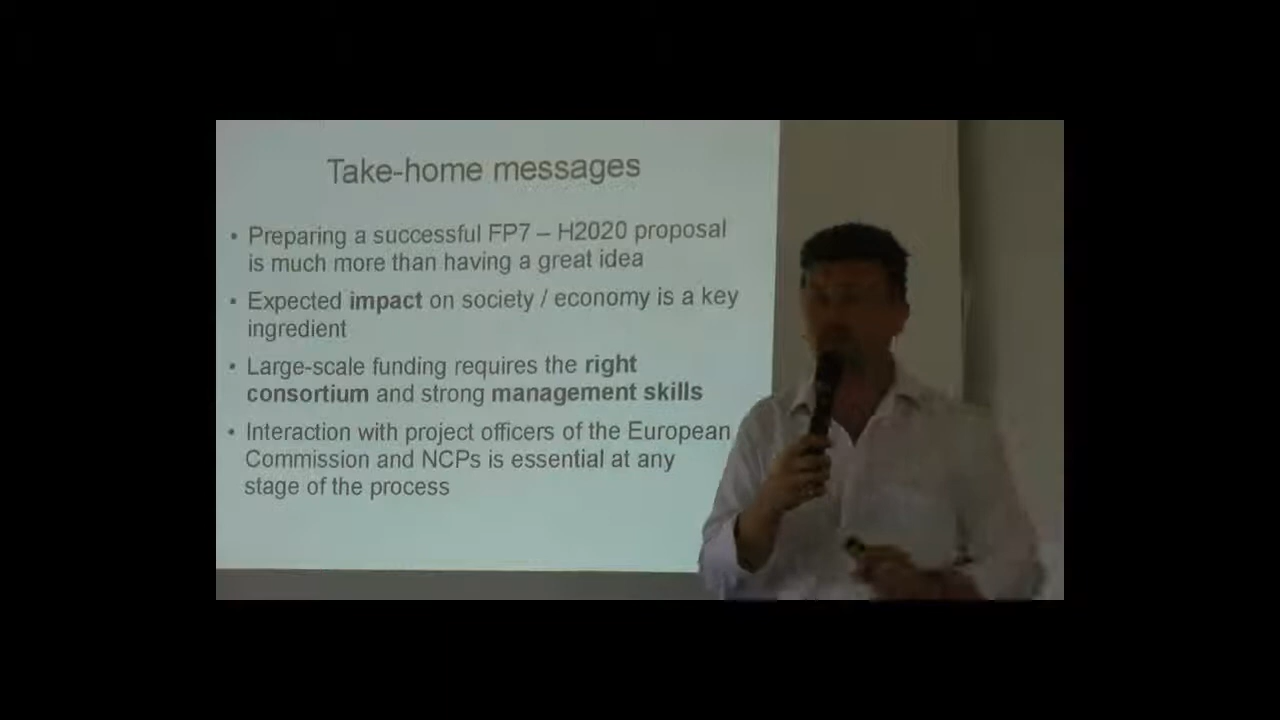 Take-home messages
• Preparing a successful FP7 – H2020 proposal
is much more than having a great idea
• Expected impact on society / economy is a key
ingredient
• Large-scale funding requires the right
consortium and strong management skills
• Interaction with project officers of the European
Commission and NCPs is essential at any
stage of the process